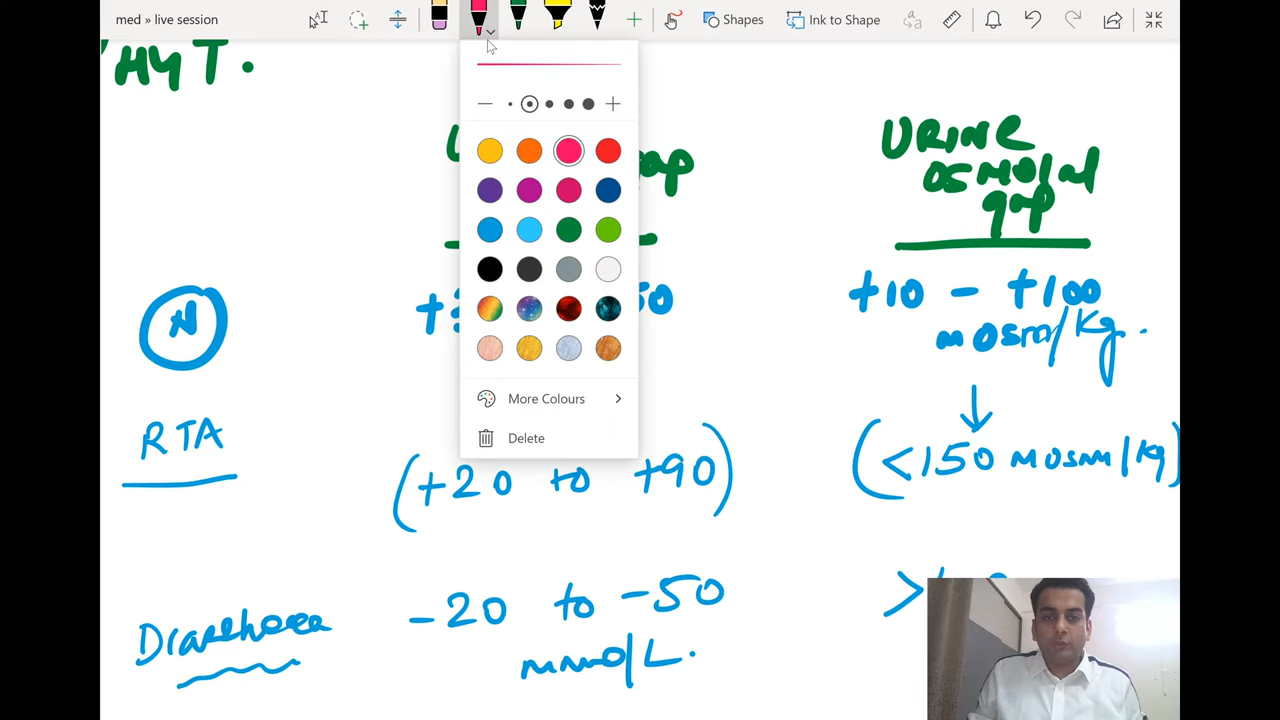 med » live session
Shapes
Ink to Shape
HYT.
URINE
osmolal
gap
gap
More Colours
Delete
N
+10 - +100
mosm/Kg.
RTA
(+20 to +90)
(<150 mosm/Kg)
Diarrhoea
-20 to -50
mmol/L.